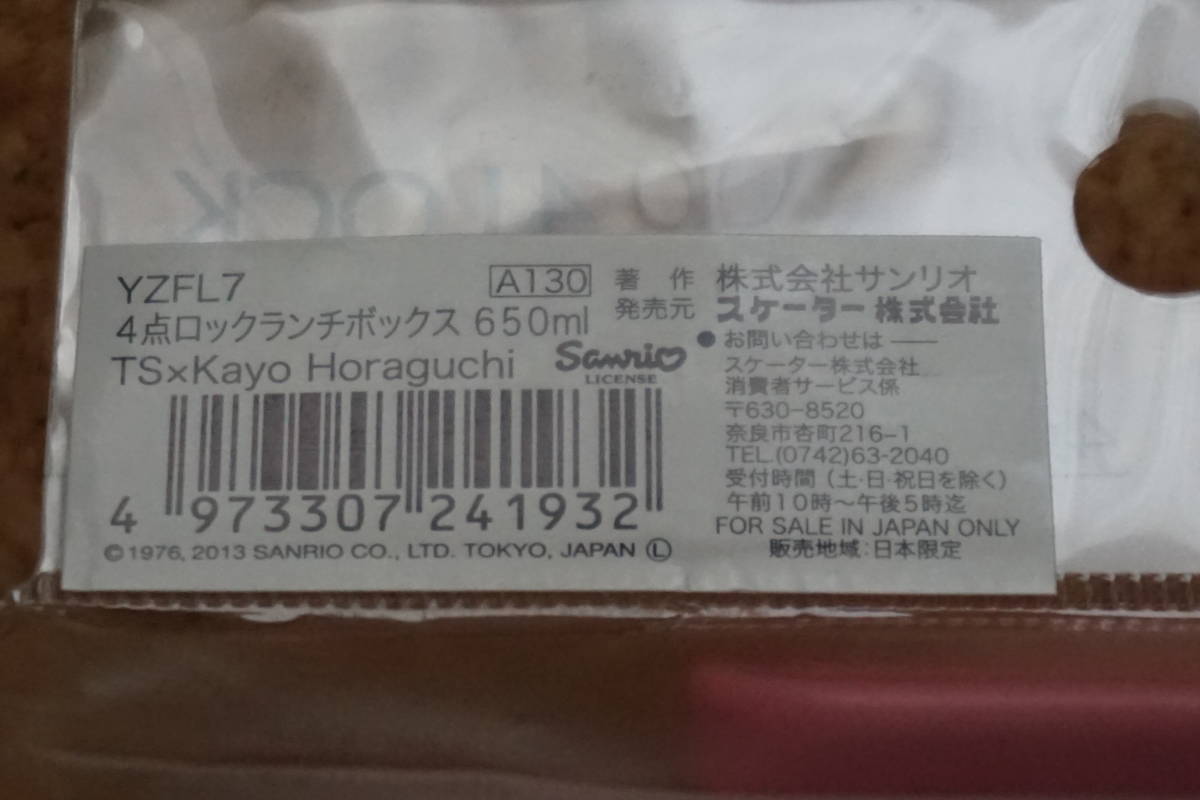 4 LOCK
YZFL7 A130
4点ロックランチボックス 650ml
TS×Kayo Horaguchi
Sanrio
LICENSE
4 973307 241932
©1976, 2013 SANRIO CO., LTD. TOKYO, JAPAN Ⓛ
著作 株式会社サンリオ
発売元 スケーター株式会社
●お問い合わせは――
スケーター株式会社
消費者サービス係
〒630-8520
奈良市杏町216-1
TEL.(0742)63-2040
受付時間（土・日・祝日を除く）
午前10時～午後5時迄
FOR SALE IN JAPAN ONLY
販売地域:日本限定